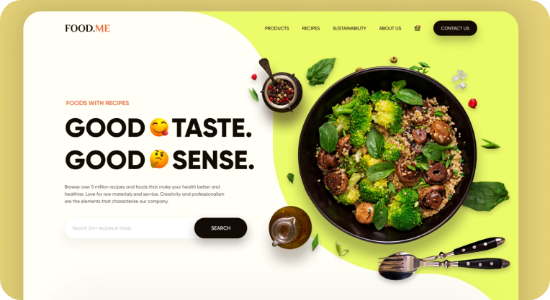 FOOD.ME
PRODUCTS RECIPES SUSTAINABILITY ABOUT US CONTACT US
FOODS WITH RECIPES
GOOD 😋 TASTE.
GOOD 🤔 SENSE.
Browse over 5 million recipes and foods that make your health better and
healthier. Love for raw materials and service. Creativity and professionalism
are the elements that characterize our company.
Search 5m+ recipes & foods SEARCH